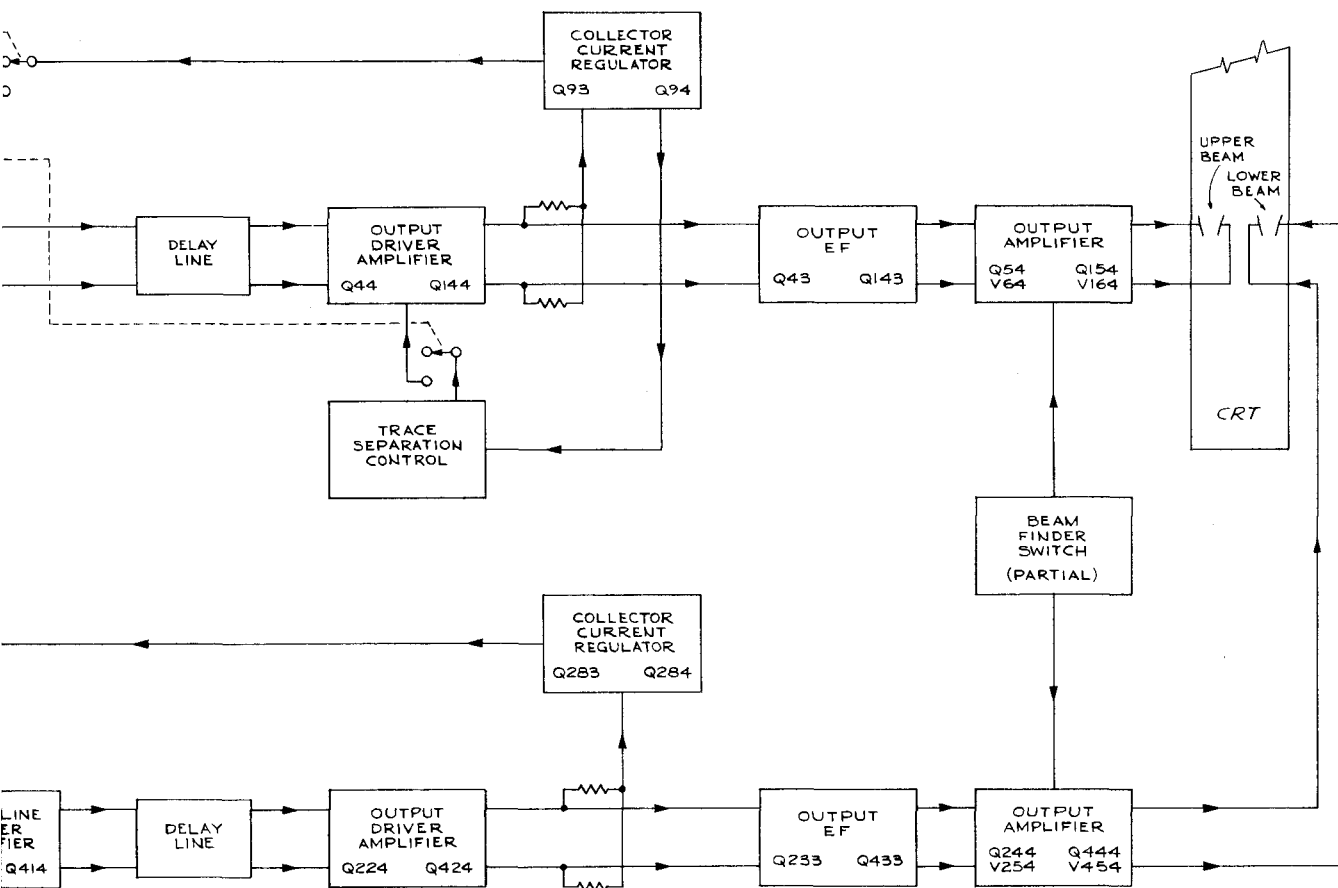 COLLECTOR
CURRENT
REGULATOR
Q93 Q94
UPPER
BEAM
LOWER
BEAM
DELAY
LINE
OUTPUT
DRIVER
AMPLIFIER
Q44 Q144
OUTPUT
EF
Q43 Q143
OUTPUT
AMPLIFIER
Q54 Q154
V64 V164
CRT
TRACE
SEPARATION
CONTROL
BEAM
FINDER
SWITCH
(PARTIAL)
COLLECTOR
CURRENT
REGULATOR
Q283 Q284
LINE
ER
FIER
Q414
DELAY
LINE
OUTPUT
DRIVER
AMPLIFIER
Q224 Q424
OUTPUT
EF
Q233 Q433
OUTPUT
AMPLIFIER
Q244 Q444
V254 V454